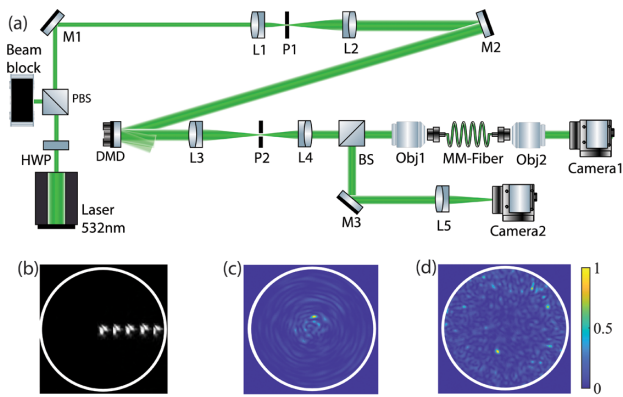 (a)
M1
L1
P1
L2
M2
Beam
block
PBS
HWP
DMD
L3
P2
L4
BS
Obj1
MM-Fiber
Obj2
Camera1
Laser
532nm
M3
L5
Camera2
(b)
(c)
(d)
1
0.5
0